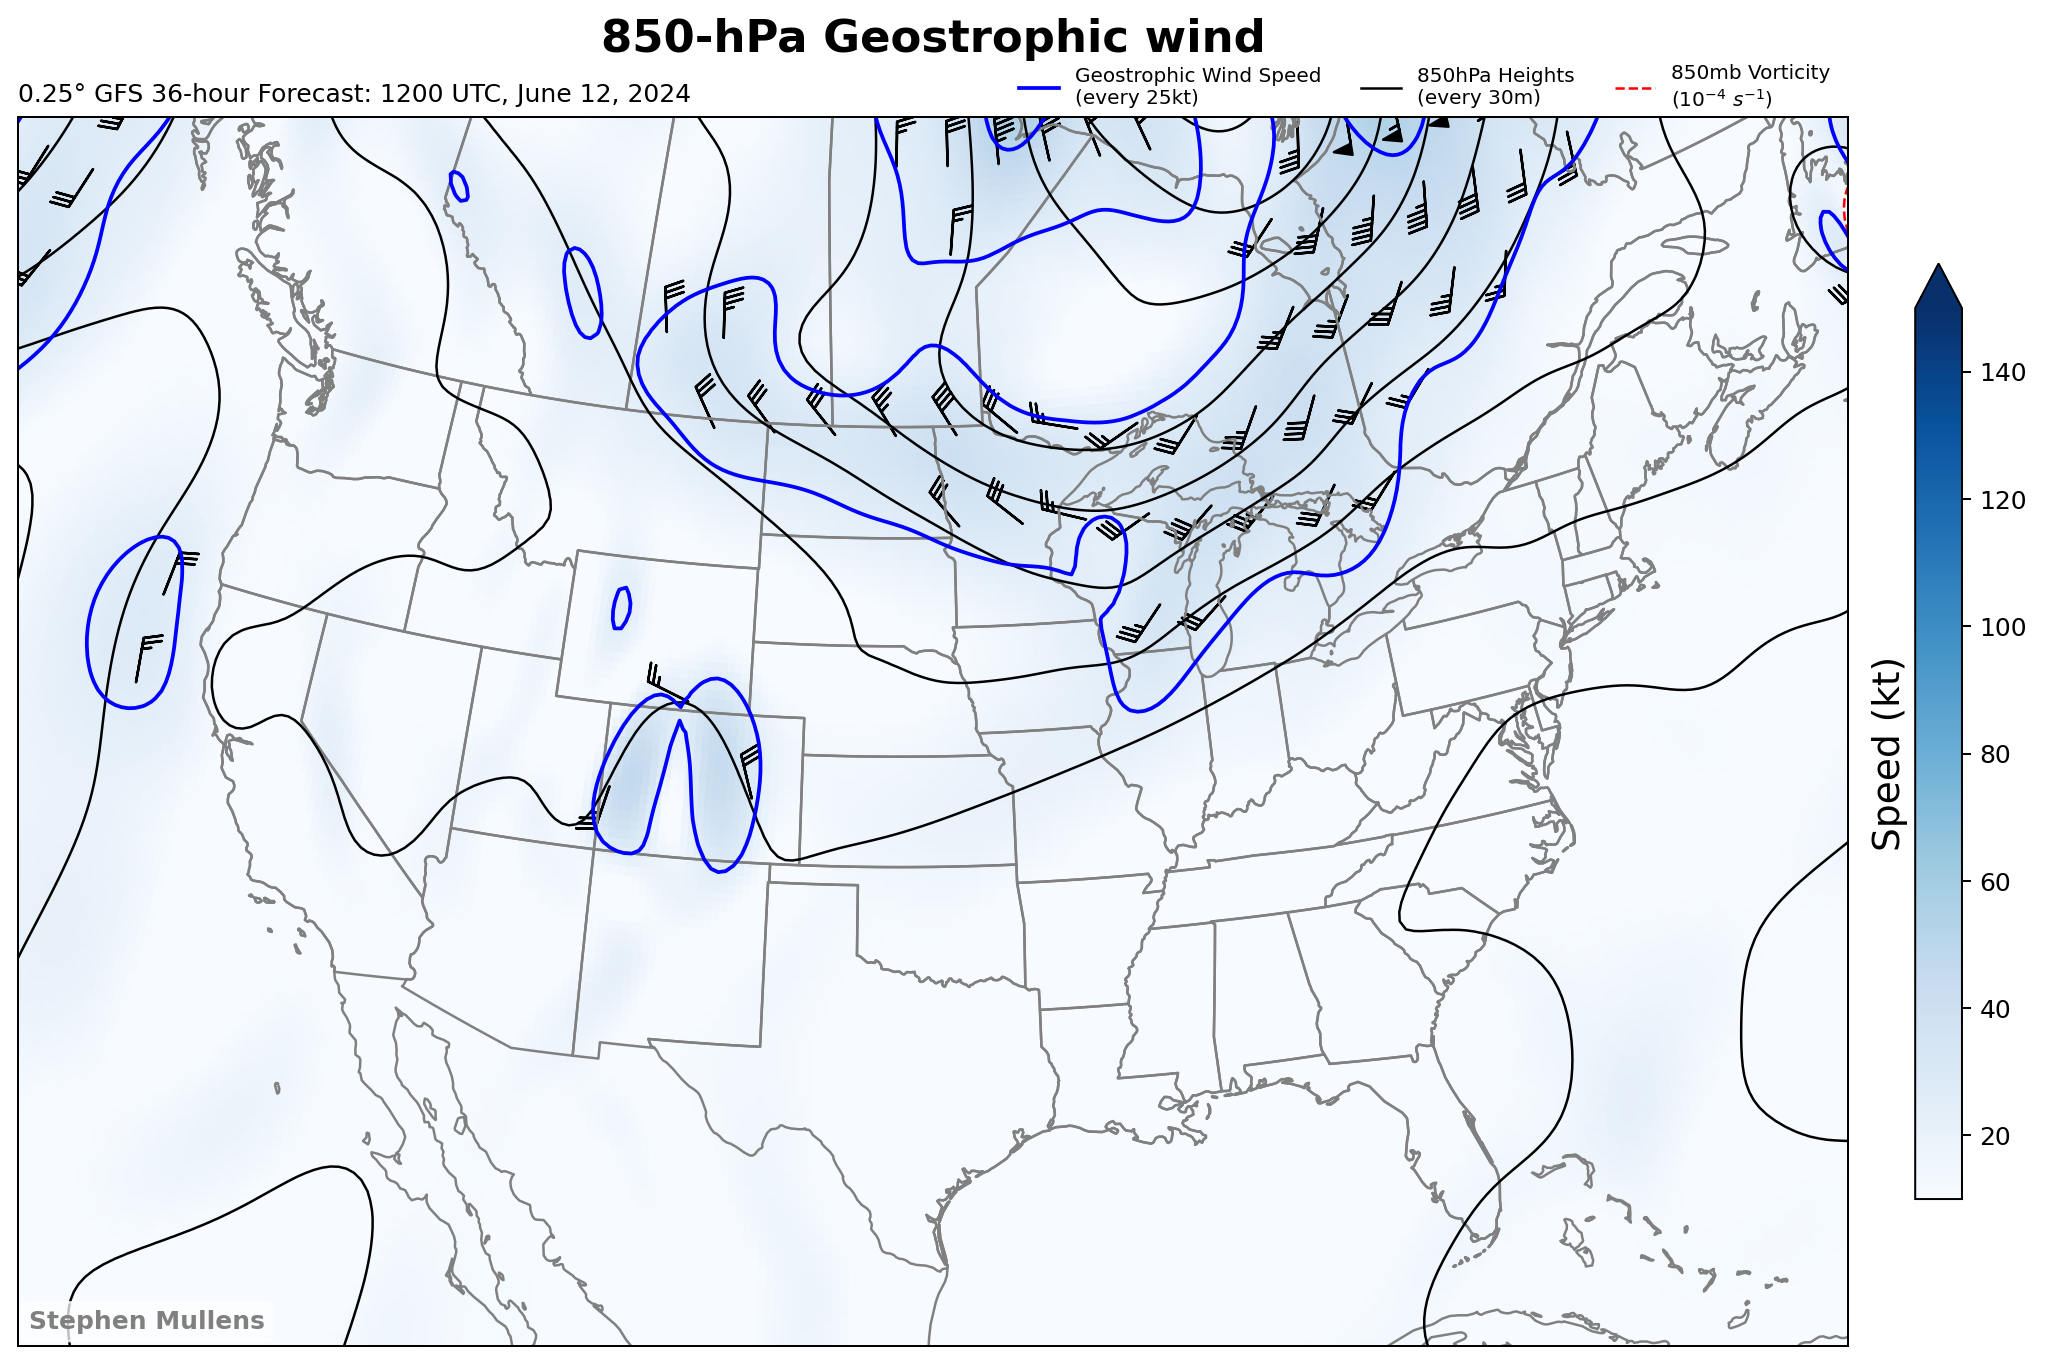 850-hPa Geostrophic wind
0.25° GFS 36-hour Forecast: 1200 UTC, June 12, 2024
Geostrophic Wind Speed
(every 25kt)
850hPa Heights
(every 30m)
850mb Vorticity
(10⁻⁴ s⁻¹)
140
120
100
80
60
40
20
Speed (kt)
Stephen Mullens